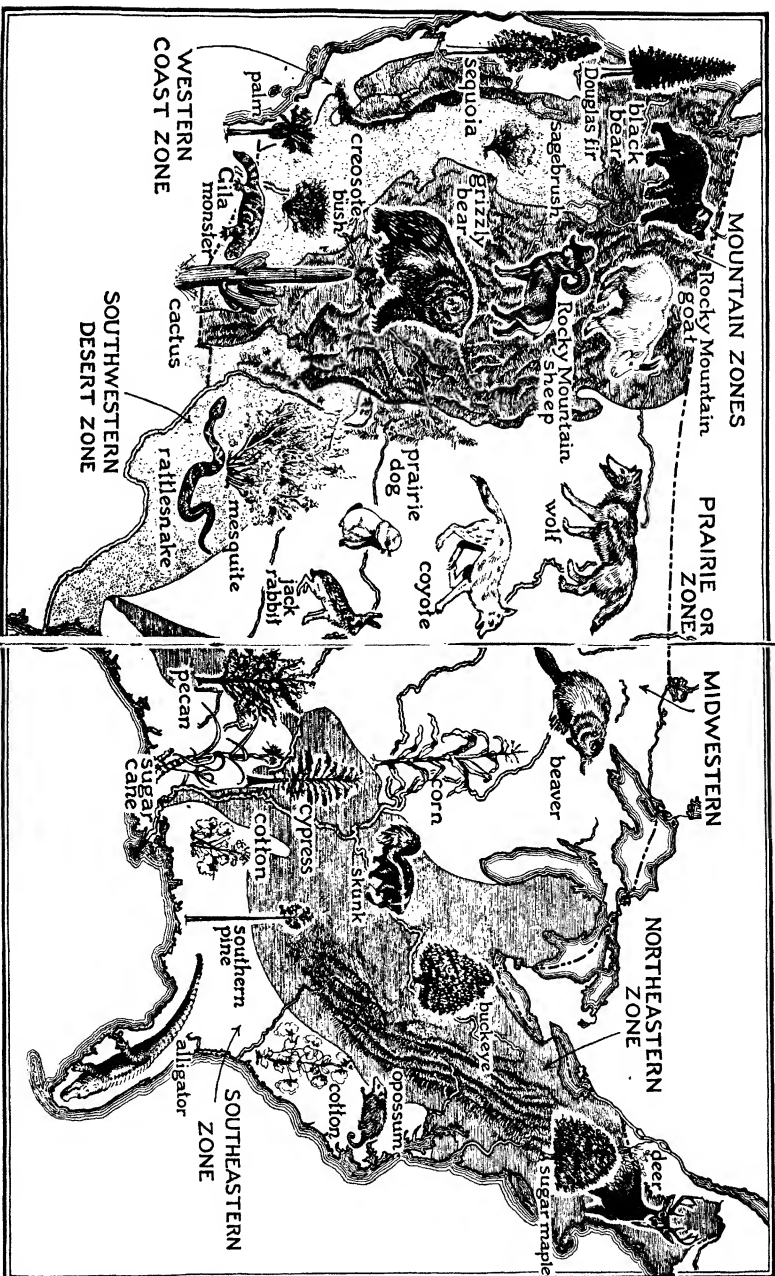 MOUNTAIN ZONES
PRAIRIE OR
ZONE
MIDWESTERN
NORTHEASTERN
ZONE
black
bear
Rocky Mountain
goat
Douglas fir
sequoia
sagebrush
Rocky Mountain
sheep
grizzly
bear
creosote
bush
palm
Gila
monster
cactus
WESTERN
COAST ZONE
SOUTHWESTERN
DESERT ZONE
wolf
coyote
prairie
dog
jack
rabbit
mesquite
rattlesnake
beaver
corn
skunk
pecan
cypress
sugar
cane
cotton
southern
pine
buckeye
deer
sugar maple
opossum
cotton
alligator
SOUTHEASTERN
ZONE